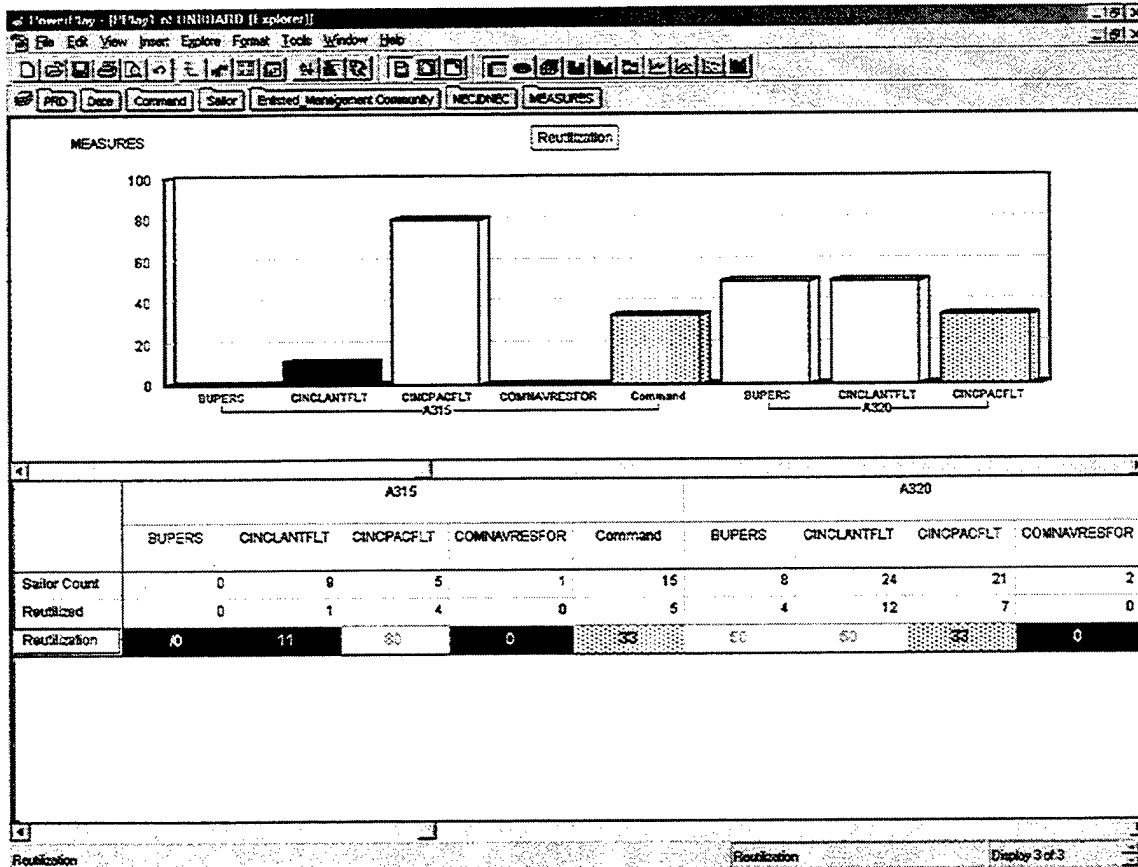 PowerPlay - [PPlay1 of ONBOARD (Explorer)]
File Edit View Insert Explore Format Tools Window Help
PRD Date Command Sailor Enlisted_Management Community NEC/DNEC MEASURES
MEASURES
Reutilization
100
80
60
40
20
0
BUPERS CINCLANTFLT CINCPACFLT COMNAVRESFOR Command BUPERS CINCLANTFLT CINCPACFLT
A315 A320
A315 A320
BUPERS CINCLANTFLT CINCPACFLT COMNAVRESFOR Command BUPERS CINCLANTFLT CINCPACFLT COMNAVRESFOR
Sailor Count 0 9 5 1 15 8 24 21 2
Reutilized 0 1 4 0 5 4 12 7 0
Reutilization /0 11 80 0 33 50 50 33 0
Reutilization Reutilization Display 3 of 3